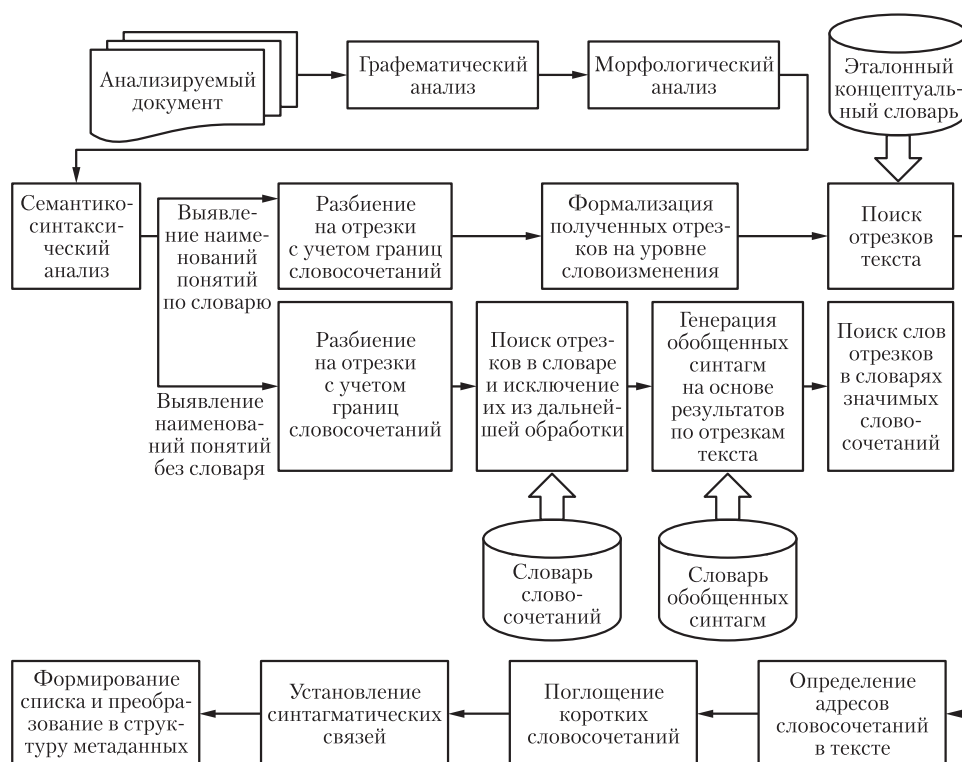 Анализируемый
документ
Графематический
анализ
Морфологический
анализ
Эталонный
концептуаль-
ный словарь
Семантико-
синтакси-
ческий
анализ
Выявле-
ние наиме-
нований
понятий
по словарю
Разбиение
на отрезки
с учетом границ
словосочетаний
Формализация
полученных отрез-
ков на уровне
словоизменения
Поиск
отрезков
текста
Выявление
наименова-
ний понятий
без словаря
Разбиение
на отрезки
с учетом
границ
словосочетаний
Поиск отрез-
ков в словаре
и исключение
их из дальней-
шей обработки
Генерация
обобщенных
синтагм
на основе
результатов
по отрезкам
текста
Поиск слов
отрезков
в словарях
значимых
слово-
сочетаний
Словарь
слово-
сочетаний
Словарь
обобщенных
синтагм
Формирование
списка и преобра-
зование в струк-
туру метаданных
Установление
синтагматических
связей
Поглощение
коротких
словосочетаний
Определение
адресов
словосочетаний
в тексте